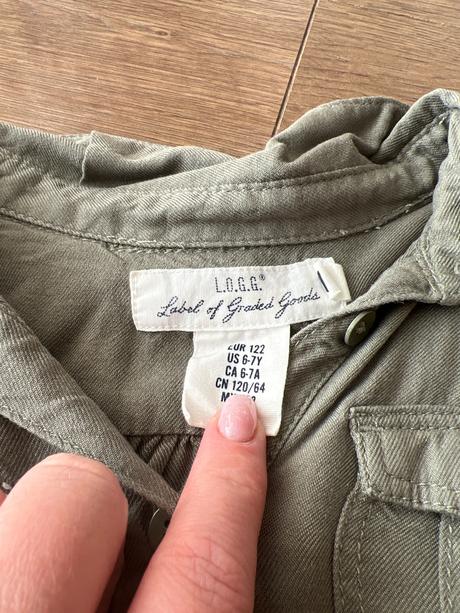 L.O.G.G.®
Label of Graded Goods
EUR 122
US 6-7Y
CA 6-7A
CN 120/64